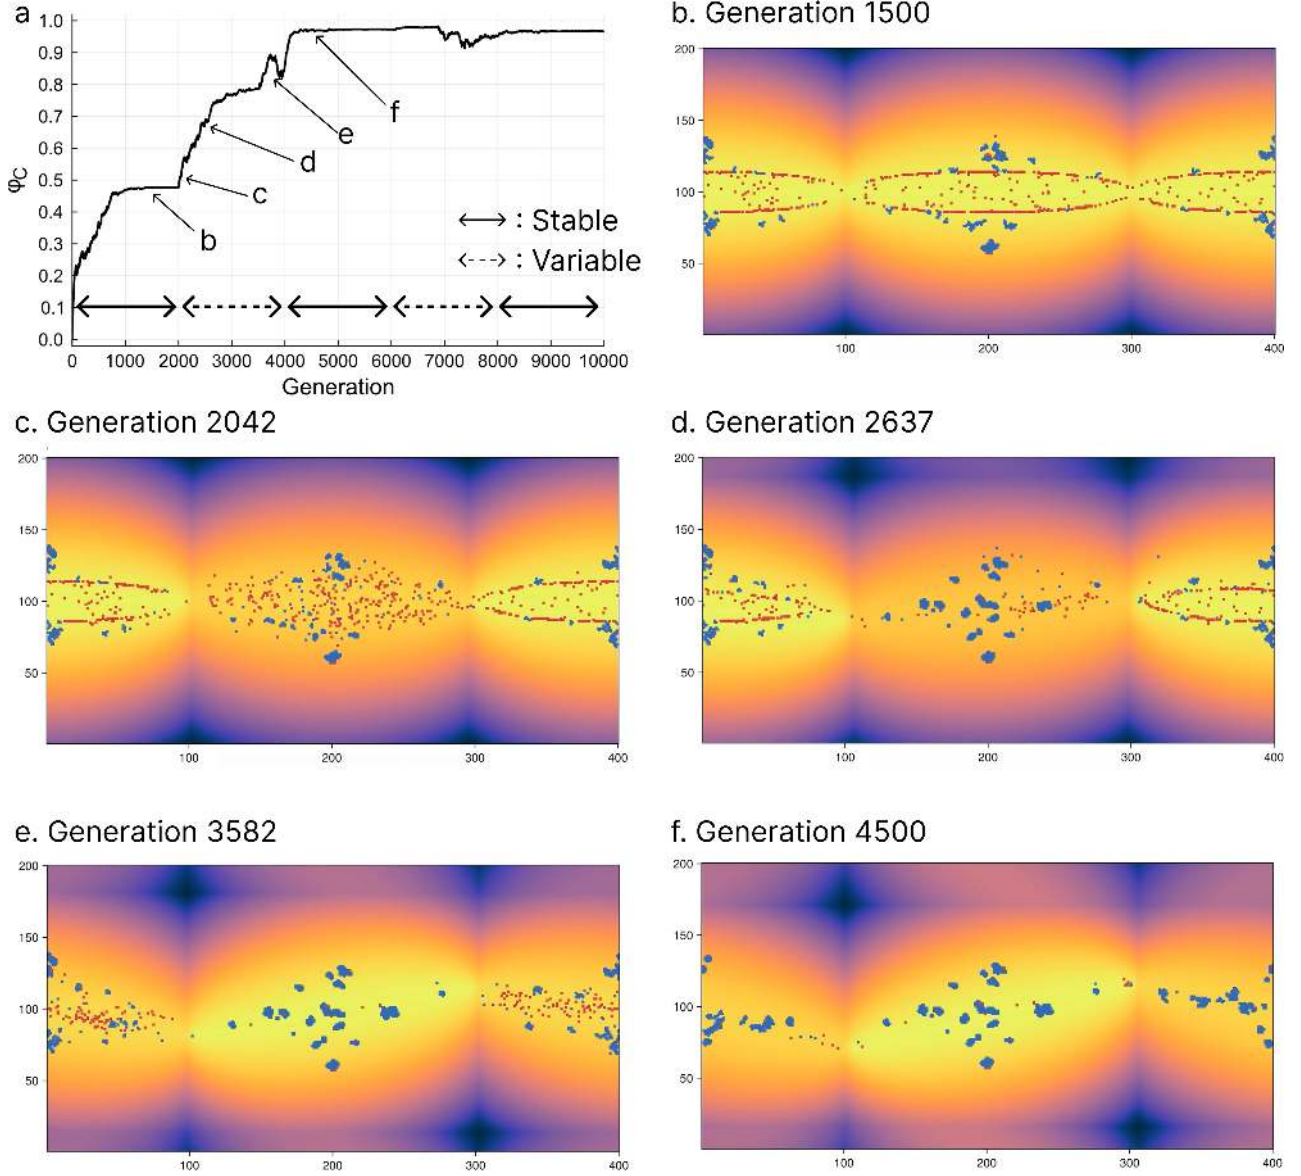 a
1.0
0.9
0.8
0.7
0.6
0.5
0.4
0.3
0.2
0.1
0.0
φC
f
e
d
c
b
: Stable
: Variable
0 1000 2000 3000 4000 5000 6000 7000 8000 9000 10000
Generation
b. Generation 1500
200
150
100
50
100 200 300 400
c. Generation 2042
200
150
100
50
100 200 300 400
d. Generation 2637
200
150
100
50
100 200 300 400
e. Generation 3582
200
150
100
50
100 200 300 400
f. Generation 4500
200
150
100
50
100 200 300 400